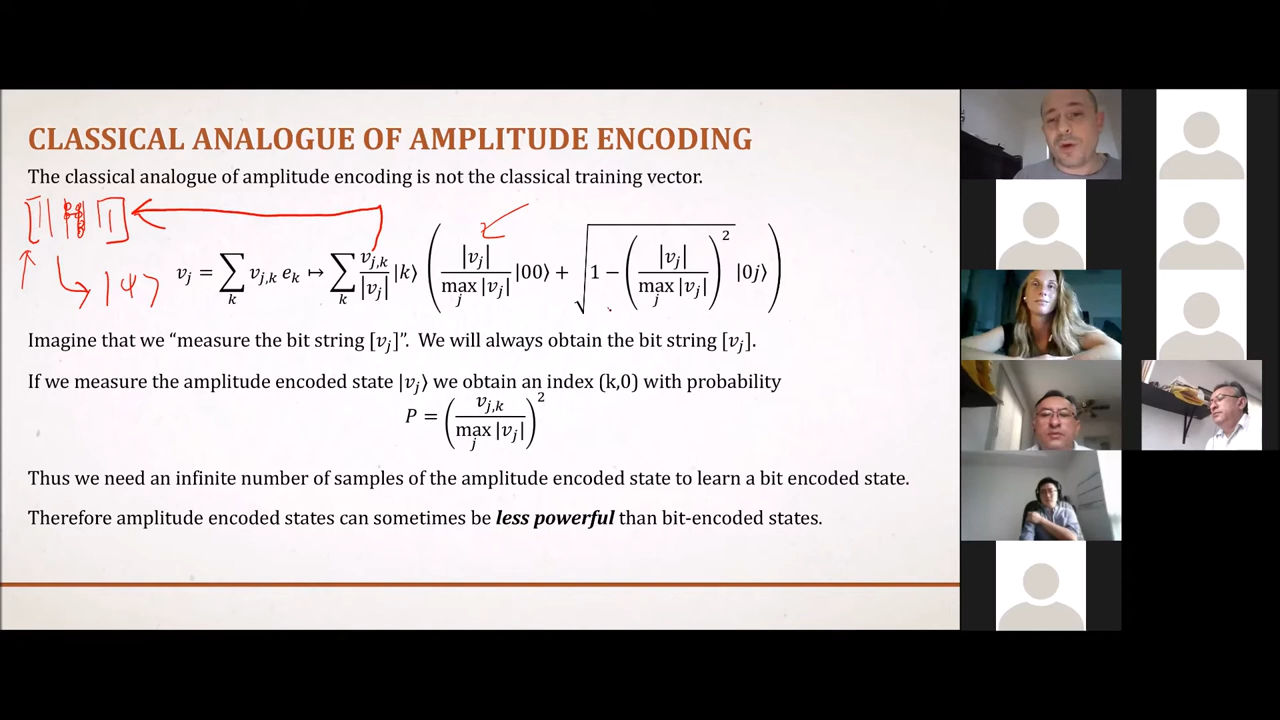 CLASSICAL ANALOGUE OF AMPLITUDE ENCODING
The classical analogue of amplitude encoding is not the classical training vector.
|ψ⟩
v_j = ∑_k v_{j,k} e_k ↦ ∑_k v_{j,k}/|v_j| |k⟩ ( |v_j|/max_j |v_j| |00⟩ + √(1 − (|v_j|/max_j |v_j|)^2) |0j⟩ )
Imagine that we “measure the bit string [v_j]”. We will always obtain the bit string [v_j].
If we measure the amplitude encoded state |v_j⟩ we obtain an index (k,0) with probability
P = (v_{j,k}/max_j |v_j|)^2
Thus we need an infinite number of samples of the amplitude encoded state to learn a bit encoded state.
Therefore amplitude encoded states can sometimes be less powerful than bit-encoded states.